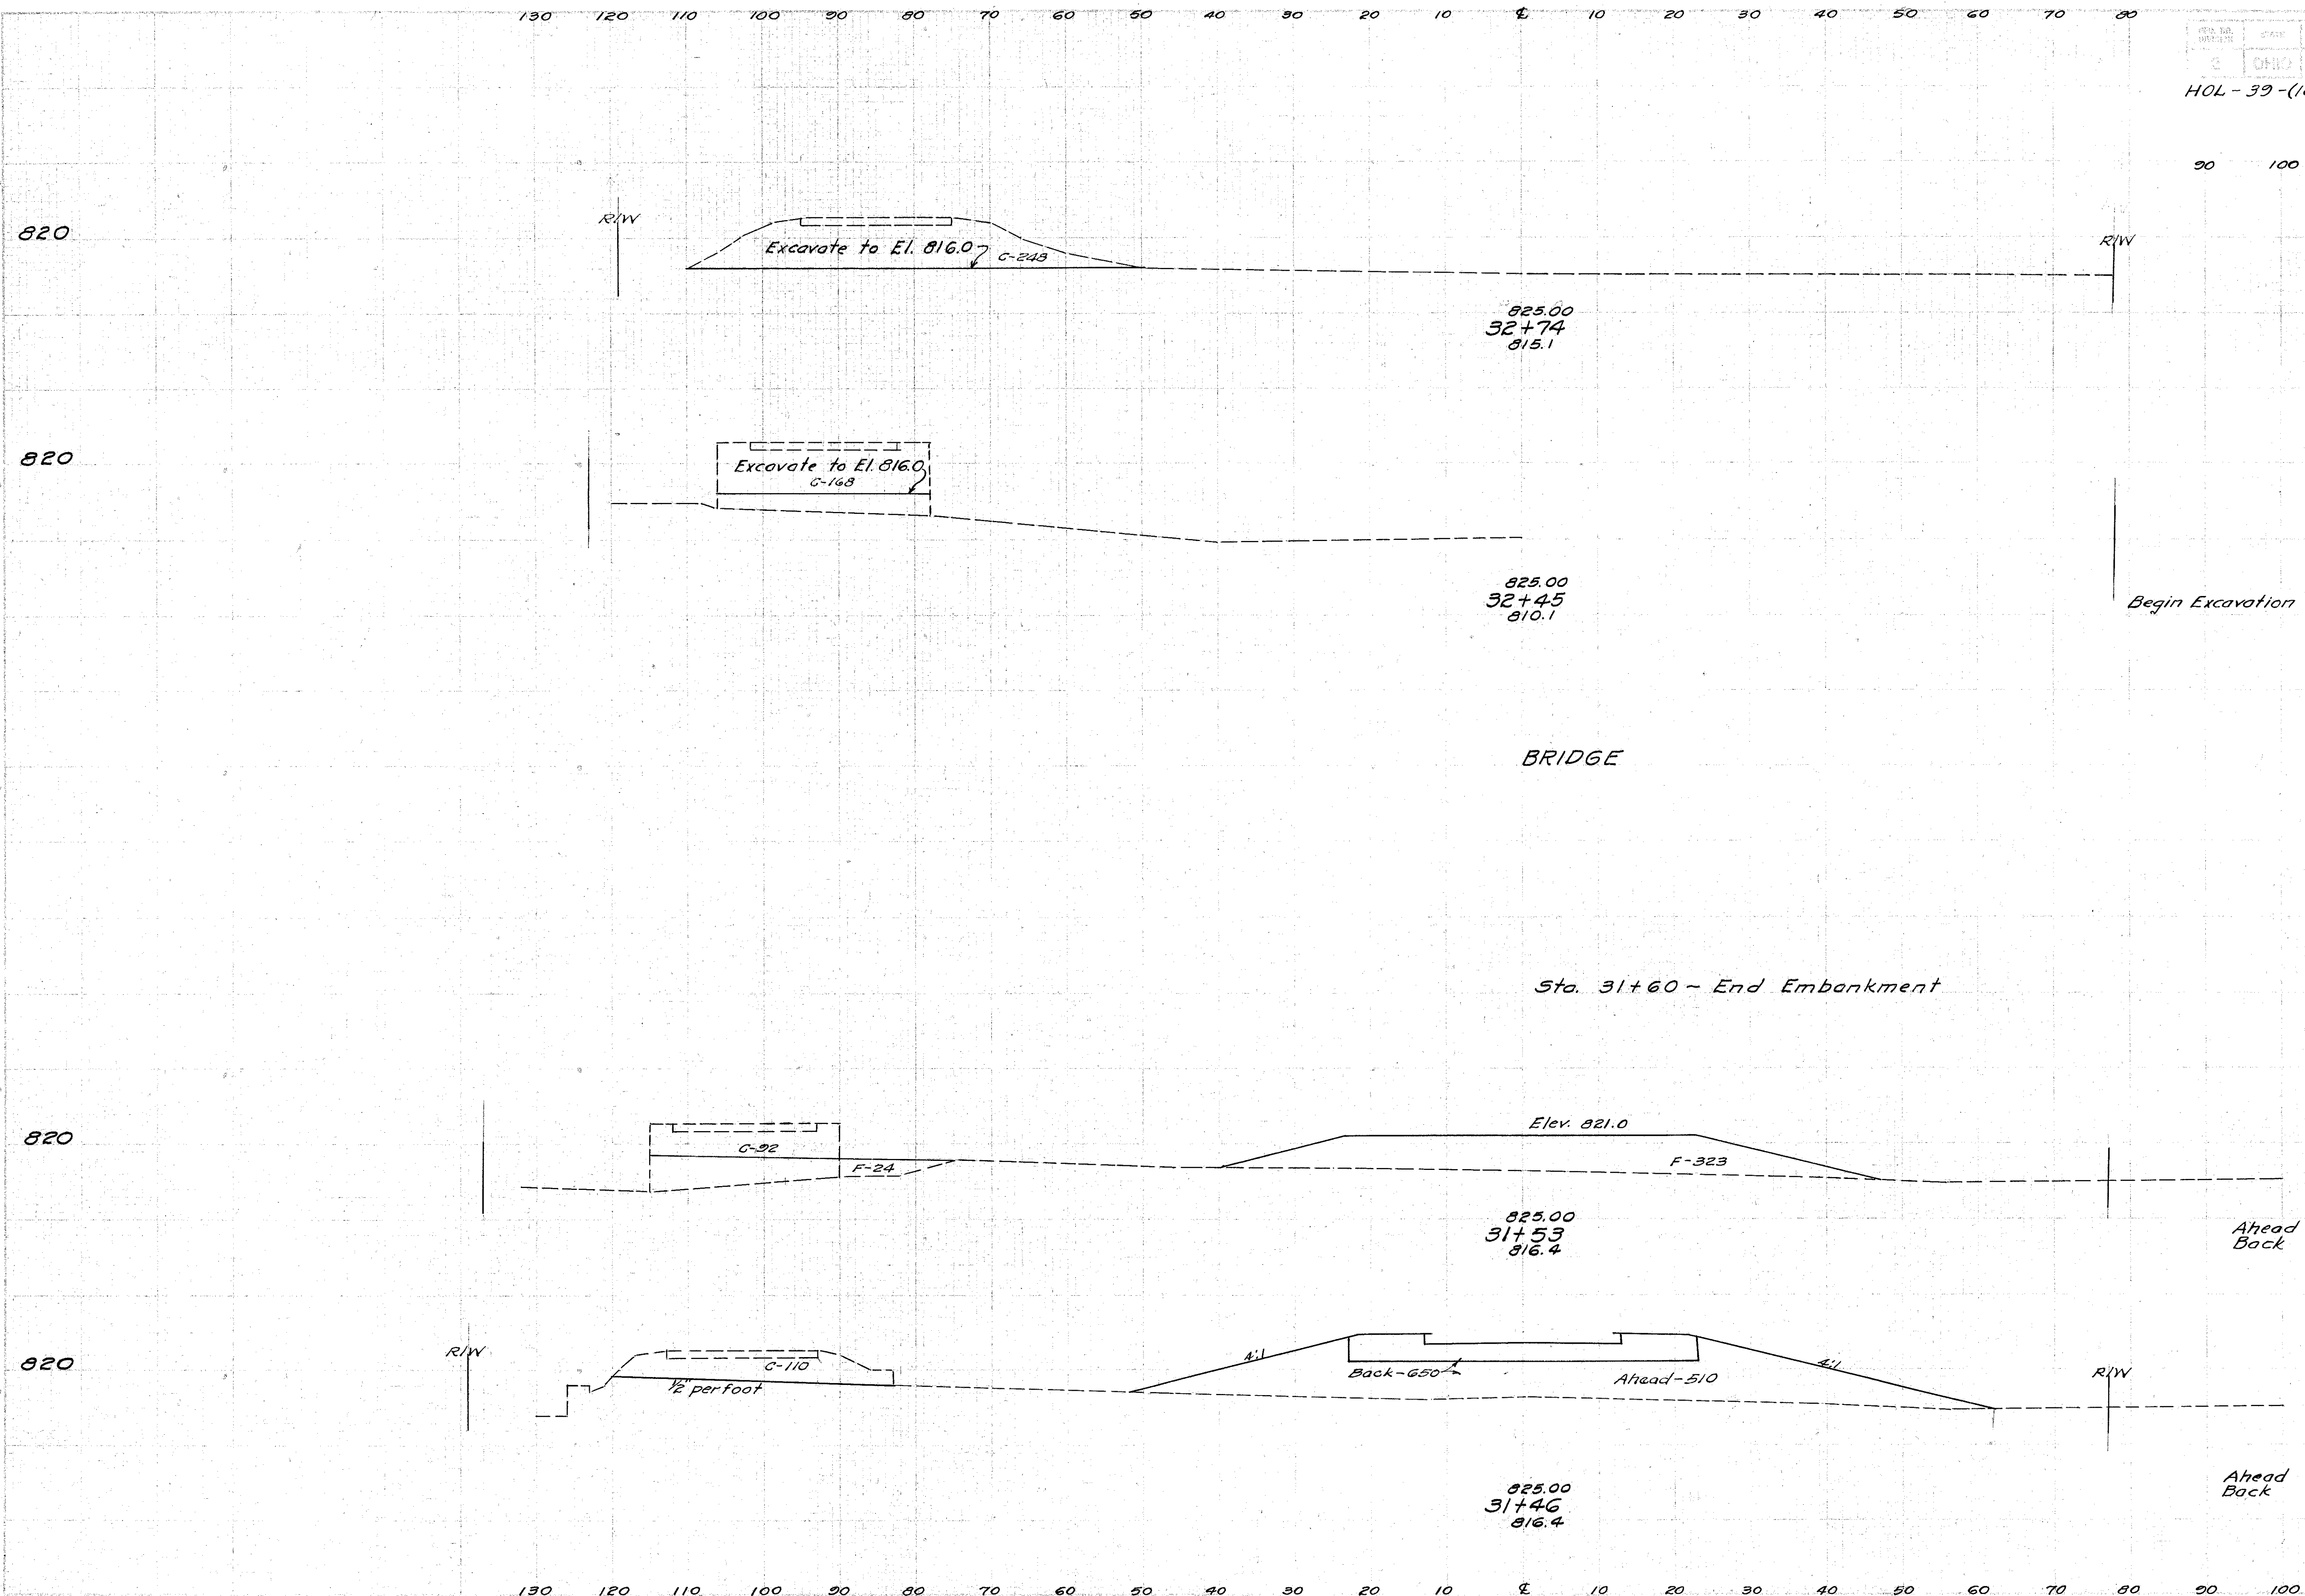 130 120 110 100 90 80 70 60 50 40 30 20 10 ℄ 10 20 30 40 50 60 70 80
STATE
OHIO
HOL-39-
90 100
R/W
820
Excavate to El. 816.0
C-248
R/W
825.00
32+74
815.1
820
Excavate to El. 816.0
C-168
825.00
32+45
810.1
Begin Excavation
BRIDGE
Sta. 31+60 ~ End Embankment
820
Elev. 821.0
C-92
F-24
F-323
825.00
31+53
816.4
Ahead
Back
R/W
820
C-110
½" per foot
4:1
Back-650
Ahead-510
4:1
R/W
825.00
31+46
816.4
Ahead
Back
130 120 110 100 90 80 70 60 50 40 30 20 10 ℄ 10 20 30 40 50 60 70 80 90 100